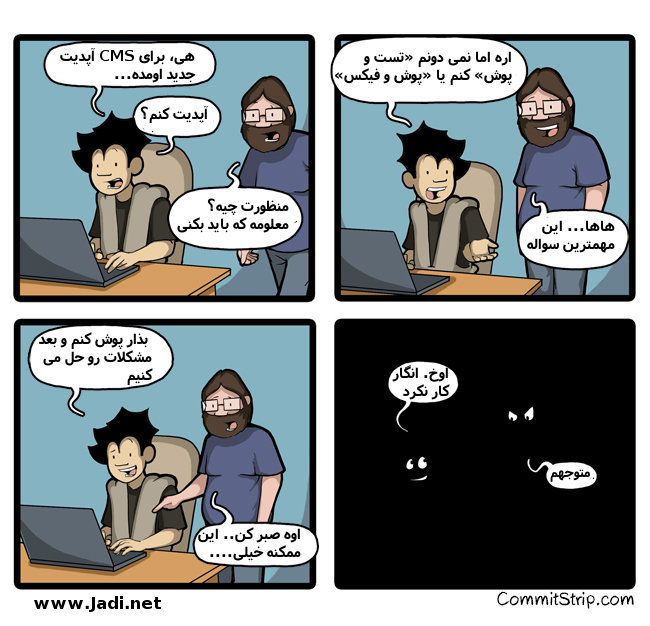 هی، برای CMS آپدیت
جدید اومده...
آپدیت کنم؟
منظورت چیه؟
معلومه که باید بکنی
اره اما نمی دونم «تست و
پوش» کنم یا «پوش و فیکس»
هاها... این
مهمترین سواله
بذار پوش کنم و بعد
مشکلات رو حل می
کنیم
اوه صبر کن.. این
ممکنه خیلی....
اوخ. انگار
کار نکرد
متوجهم
www.Jadi.net
CommitStrip.com